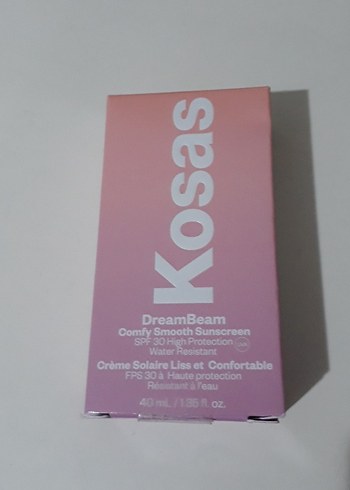 Kosas
DreamBeam
Comfy Smooth Sunscreen
SPF 30 High Protection
Water Resistant
Crème Solaire Liss et Confortable
FPS 30 à Haute protection
Résistant à l'eau
40 mL / 1.35 fl. oz.